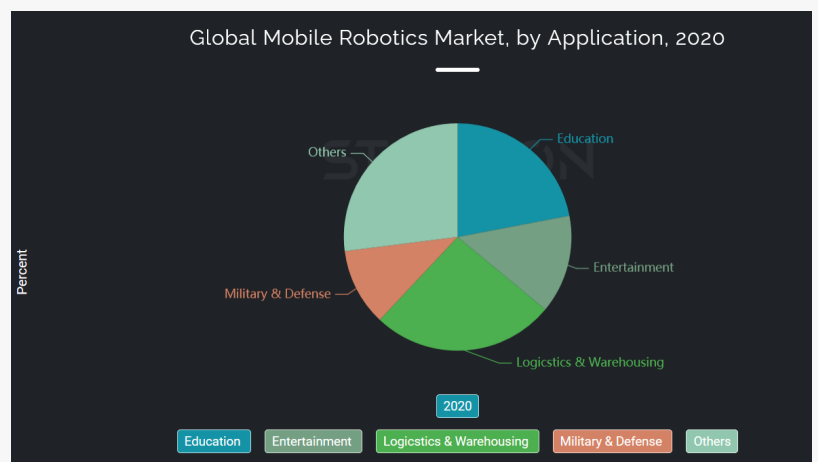 Global Mobile Robotics Market, by Application, 2020
Education
Others
Entertainment
Military & Defense
Logicstics & Warehousing
Percent
2020
Education Entertainment Logicstics & Warehousing Military & Defense Others